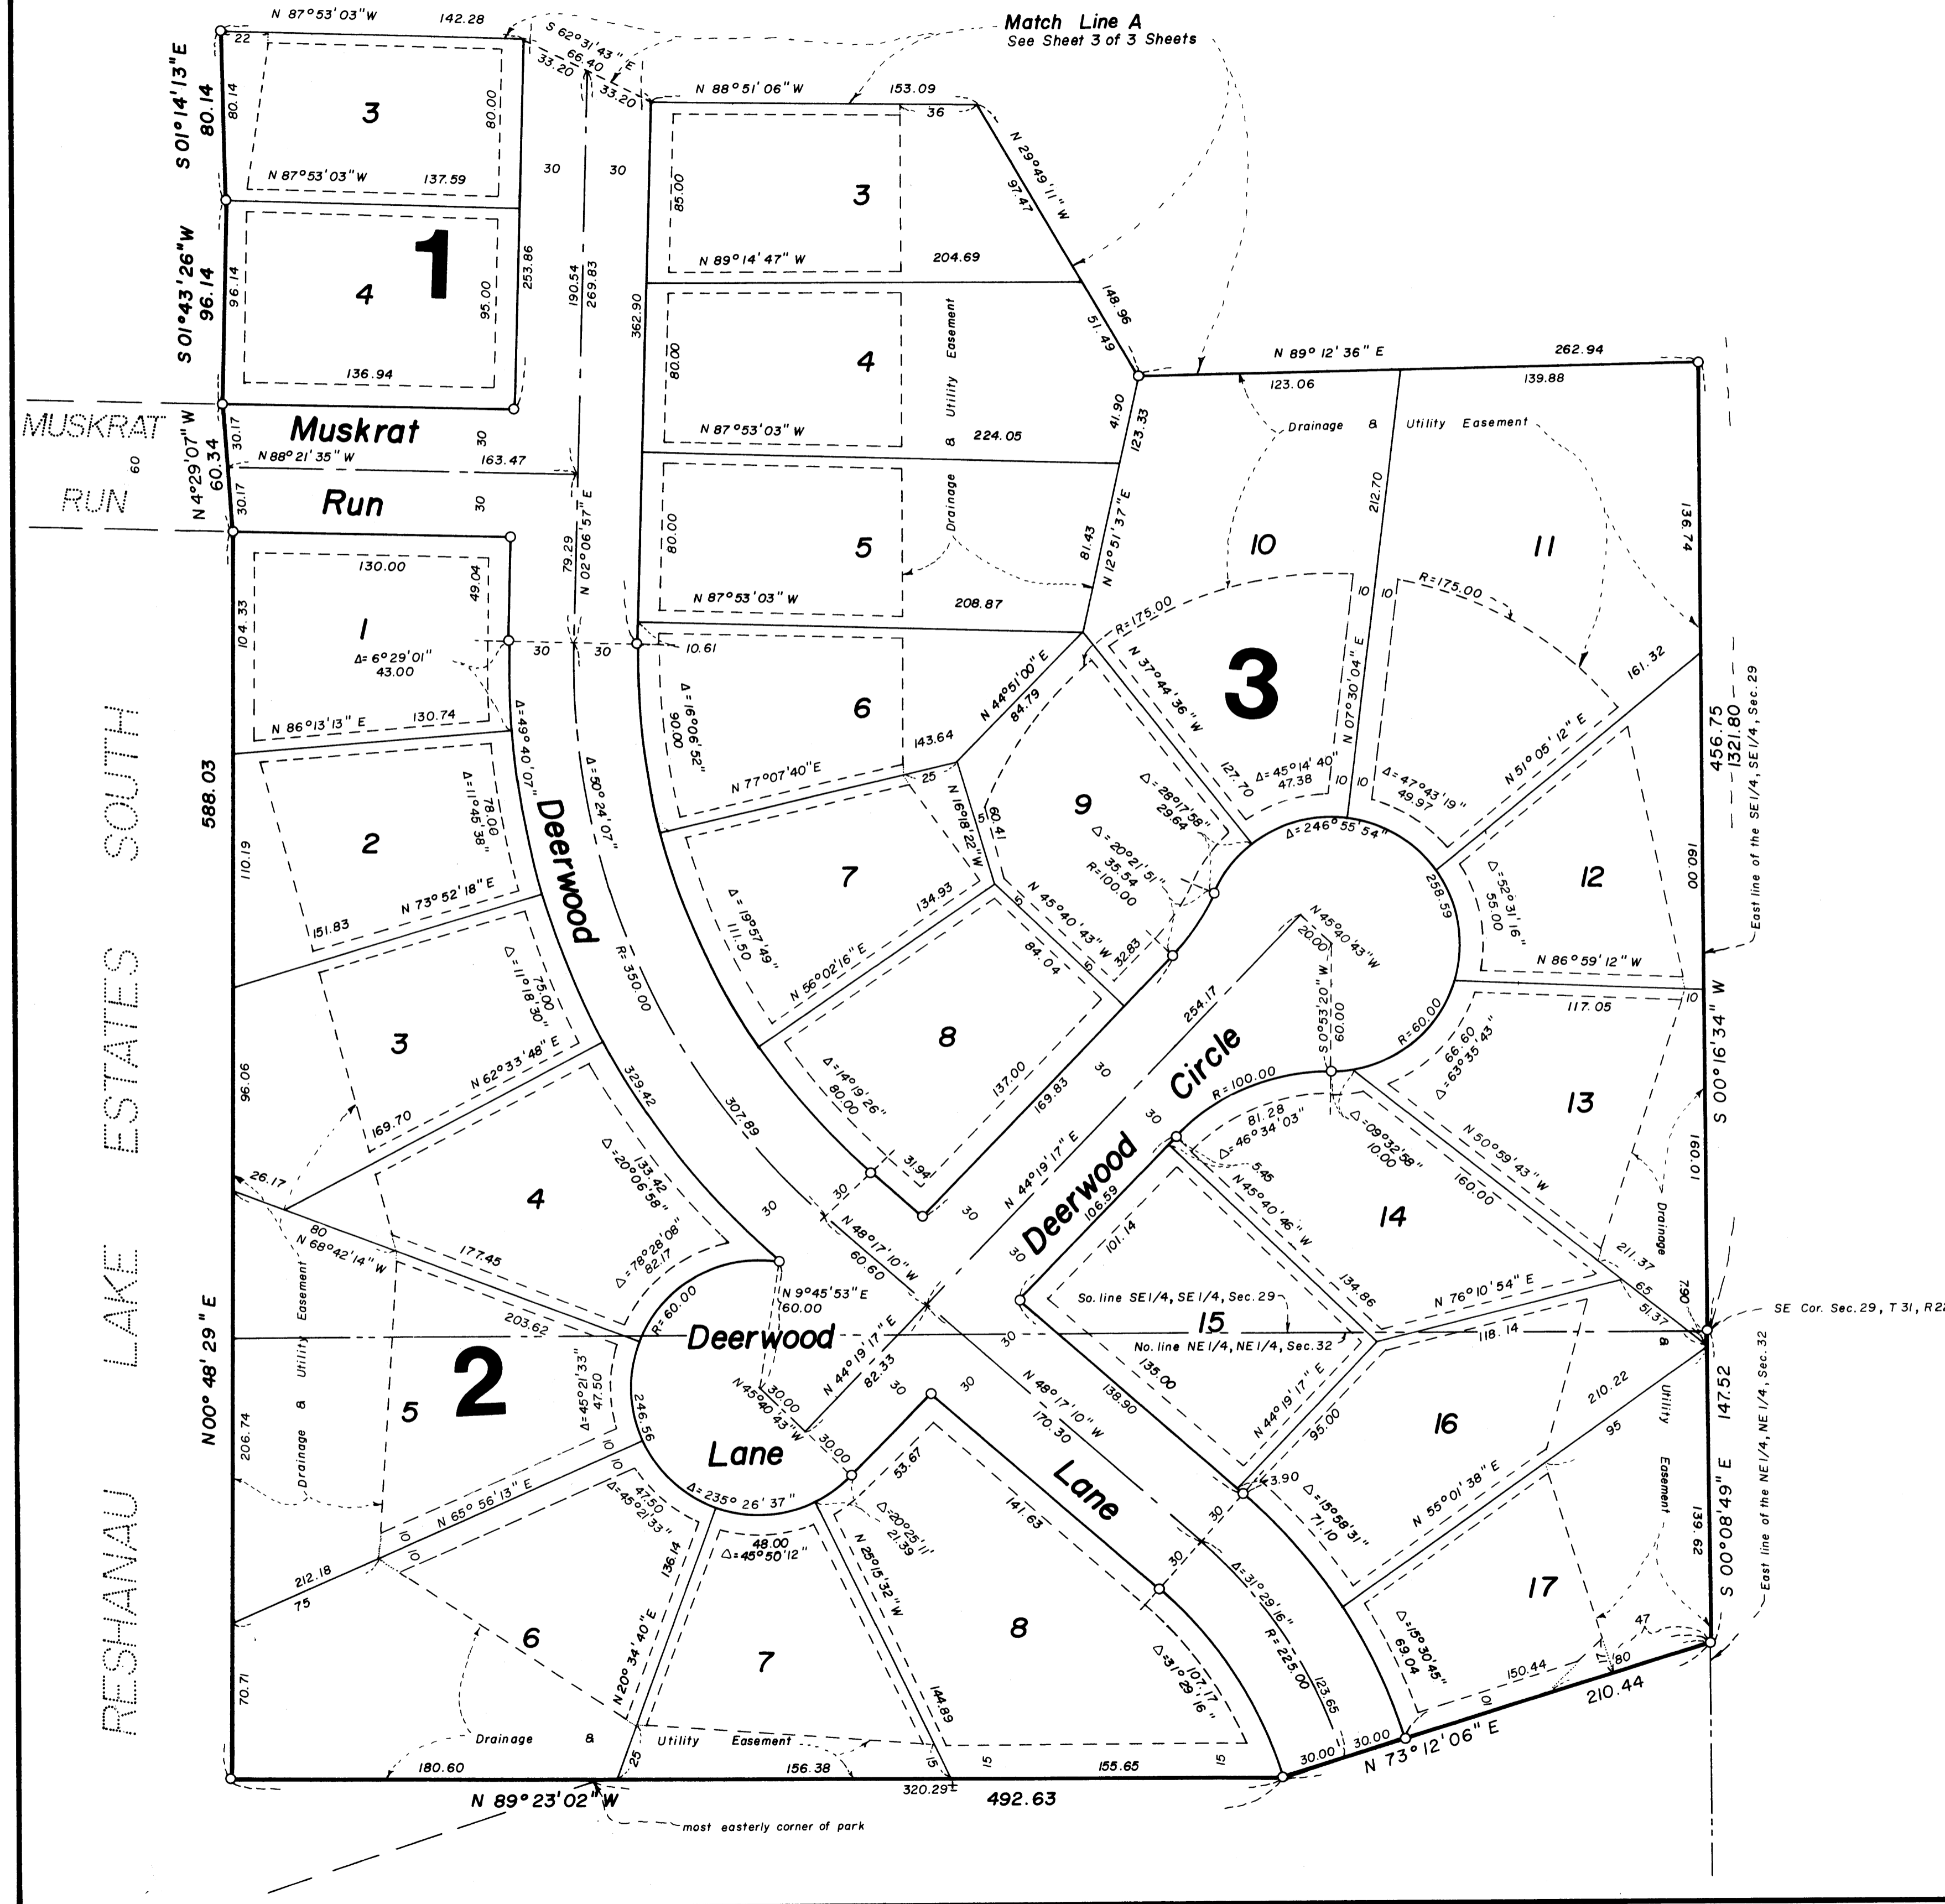 N 87°53'03"W 142.28
22
S 01°14'13"E
80.14
80.14
3
80.00
N 87°53'03"W 137.59
S 62°31'43"E
66.40
33.20
33.20
Match Line A
See Sheet 3 of 3 Sheets
N 88°51'06"W 153.09
36
30
30
85.00
3
N 29°49'11"W
97.47
N 89°14'47"W 204.69
S 01°43'26"W
96.14
96.14
4
1
95.00
253.86
136.94
190.54
269.83
362.90
80.00
4
Drainage & Utility Easement
148.96
51.49
N 87°53'03"W 224.05
N 89°12'36"E 262.94
123.06
139.88
41.90
123.33
Drainage & Utility Easement
MUSKRAT
60
RUN
N 4°29'07"W
60.34
30.17
30.17
Muskrat
30
N 88°21'35"W 163.47
Run
30
80.00
5
81.43
N 12°51'37"E
N 87°53'03"W 208.87
79.29
N 02°06'57"E
212.70
10
11
136.74
R=175.00
R=175.00
10
10
130.00
49.04
104.33
1
Δ=6°29'01"
43.00
N 86°13'13"E 130.74
30
30
10.61
Δ=16°06'52"
90.00
6
143.64
N 77°07'40"E
25
N 44°51'00"E
84.79
N 37°44'36"W
127.70
3
N 07°30'04"E
161.32
N 51°05'12"E
456.75
1321.80
East line of the SE1/4, SE1/4, Sec.29
RESHANAU LAKE ESTATES SOUTH
588.03
110.19
2
Δ=11°45'38"
78.00
151.83
N 73°52'18"E
Δ=49°40'07"
Deerwood
Δ=50°24'07"
R=350.00
7
Δ=19°57'49"
111.50
134.93
N 56°02'16"E
N 16°18'22"W
60.41
5
9
Δ=28°17'58"
29.64
Δ=20°21'51"
35.54
R=100.00
Δ=45°14'40"
47.38
10
10
Δ=47°43'19"
49.97
Δ=246°55'54"
258.59
12
160.00
Δ=52°31'16"
55.00
N 86°59'12"W
117.05
10
N 45°40'43"W
5
84.04
5
32.83
96.06
3
Δ=11°18'30"
75.00
169.70
N 62°33'48"E
329.42
307.89
8
137.00
169.83
Δ=14°19'26"
80.00
31.94
254.17
30
N 45°40'43"W
20.00
S 0°53'20"W
60.00
Circle
R=60.00
R=100.00
66.60
Δ=63°35'43"
13
160.01
S 00°16'34"W
26.17
4
133.42
Δ=20°06'58"
30
30
30
N 44°19'17"E
Deerwood
30
30
106.59
101.14
81.28
Δ=46°34'03"
5.45
N 45°40'46"W
Δ=09°32'58"
10.00
N 50°59'43"W
160.00
14
134.86
Drainage & Utility Easement
211.37
80
N 68°42'14"W
177.45
203.62
Δ=78°28'08"
82.17
R=60.00
N 9°45'53"E
60.00
N 48°17'10"W
60.60
So. line SE1/4, SE1/4, Sec.29
15
No. line NE1/4, NE1/4, Sec.32
N 76°10'54"E
118.14
65
51.37
7.90
SE Cor. Sec.29, T 31, R22
N 00°48'29"E
Drainage & Utility Easement
206.74
5
2
Δ=45°21'33"
47.50
246.56
Deerwood
30.00
N 45°40'43"W
30.00
N 44°19'17"E
82.33
30
30
30
Lane
Δ=235°26'37"
N 48°17'10"W
170.30
135.00
138.90
N 44°19'17"E
95.00
3.90
16
210.22
95
N 55°01'38"E
147.52
139.62
S 00°08'49"E
East line of the NE1/4, NE1/4, Sec.32
10
10
N 65°56'13"E
10
10
212.18
75
47.50
Δ=45°21'33"
136.14
48.00
Δ=45°50'12"
53.67
Δ=20°25'11"
21.39
141.63
Lane
30
Δ=15°58'31"
71.10
17
70.71
6
N 20°34'40"E
7
N 25°15'32"W
144.89
8
107.17
Δ=31°29'16"
Δ=31°29'16"
R=225.00
123.65
Δ=15°30'45"
69.04
47
17
80
150.44
10
210.44
Drainage & Utility Easement
180.60
25
156.38
15
15
155.65
15
30.00
30.00
N 73°12'06"E
N 89°23'02"W
320.29±
492.63
most easterly corner of park